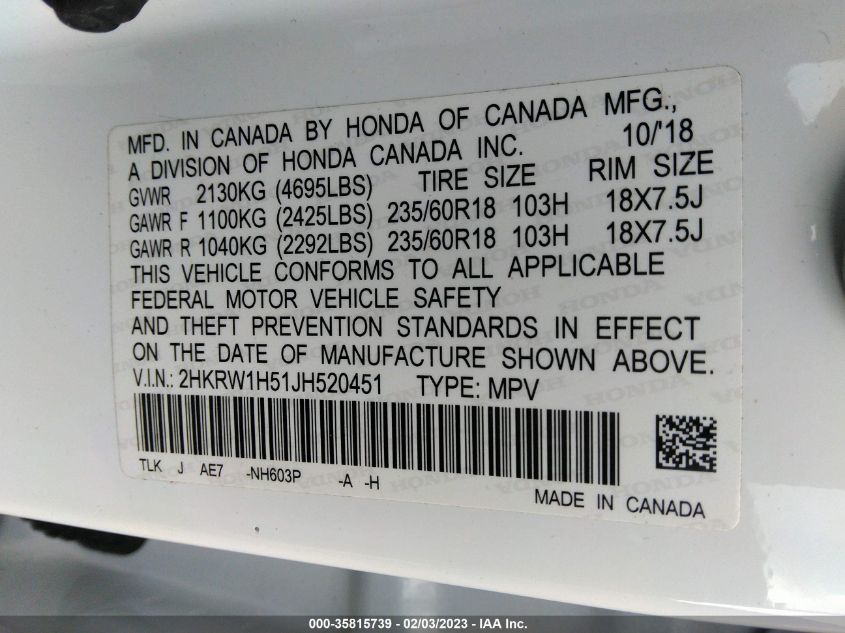 MFD. IN CANADA BY HONDA OF CANADA MFG.,
A DIVISION OF HONDA CANADA INC. 10/'18
GVWR 2130KG (4695LBS) TIRE SIZE RIM SIZE
GAWR F 1100KG (2425LBS) 235/60R18 103H 18X7.5J
GAWR R 1040KG (2292LBS) 235/60R18 103H 18X7.5J
THIS VEHICLE CONFORMS TO ALL APPLICABLE
FEDERAL MOTOR VEHICLE SAFETY
AND THEFT PREVENTION STANDARDS IN EFFECT
ON THE DATE OF MANUFACTURE SHOWN ABOVE.
V.I.N.: 2HKRW1H51JH520451 TYPE: MPV
TLK J AE7 -NH603P -A -H
MADE IN CANADA
000-35815739 - 02/03/2023 - IAA Inc.